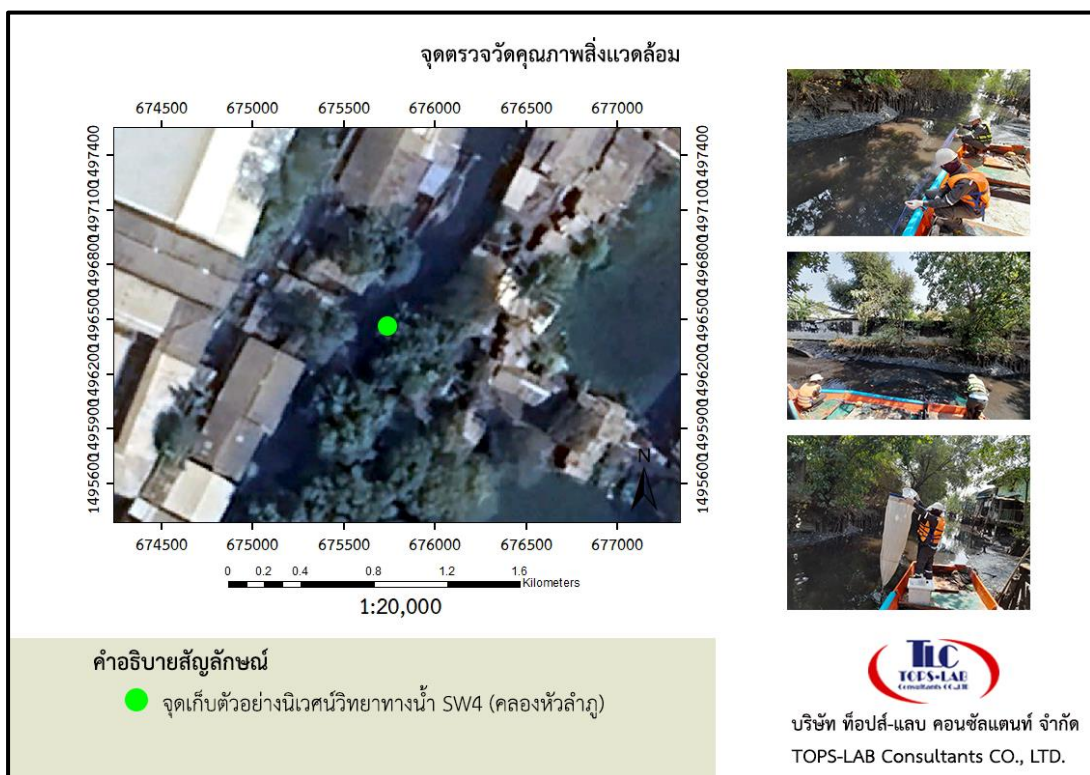 จุดตรวจวัดคุณภาพสิ่งแวดล้อม
674500 675000 675500 676000 676500 677000
1497400 1497400
1497100 1497100
1496800 1496800
1496500 1496500
1496200 1496200
1495900 1495900
1495600 1495600
N
674500 675000 675500 676000 676500 677000
0 0.2 0.4 0.8 1.2 1.6
Kilometers
1:20,000
คำอธิบายสัญลักษณ์
จุดเก็บตัวอย่างนิเวศน์วิทยาทางน้ำ SW4 (คลองหัวลำภู)
TLC
TOPS-LAB
Consultants CO.,LTD.
บริษัท ท็อปส์-แลบ คอนซัลแตนท์ จำกัด
TOPS-LAB Consultants CO., LTD.